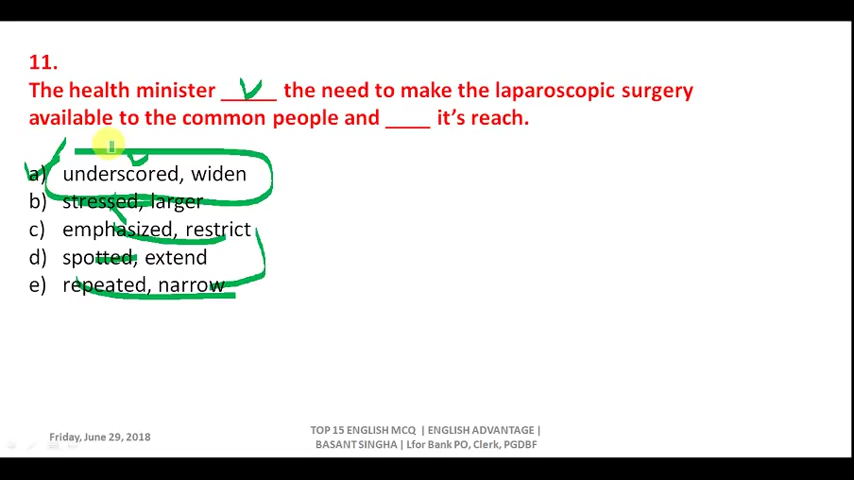 11.
The health minister _____ the need to make the laparoscopic surgery
available to the common people and ____ it's reach.
a) underscored, widen
b) stressed, larger
c) emphasized, restrict
d) spotted, extend
e) repeated, narrow
Friday, June 29, 2018
TOP 15 ENGLISH MCQ | ENGLISH ADVANTAGE |
BASANT SINGHA | Lfor Bank PO, Clerk, PGDBF